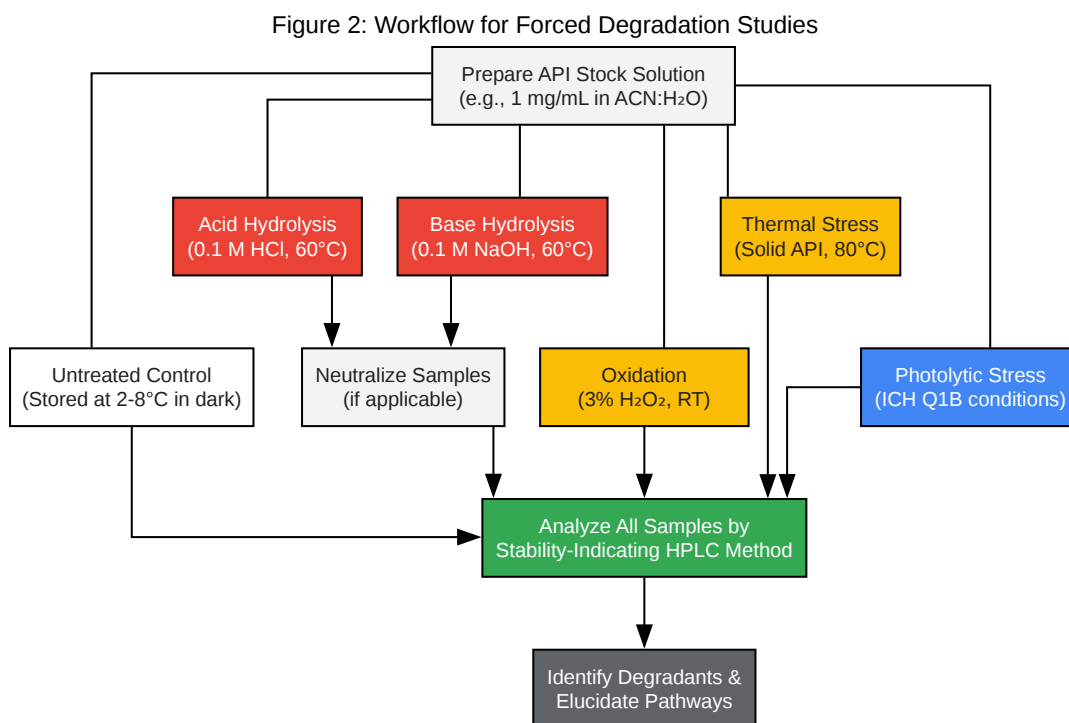 Figure 2: Workflow for Forced Degradation Studies
Prepare API Stock Solution
(e.g., 1 mg/mL in ACN:H₂O)
Acid Hydrolysis
(0.1 M HCl, 60°C)
Base Hydrolysis
(0.1 M NaOH, 60°C)
Thermal Stress
(Solid API, 80°C)
Untreated Control
(Stored at 2-8°C in dark)
Neutralize Samples
(if applicable)
Oxidation
(3% H₂O₂, RT)
Photolytic Stress
(ICH Q1B conditions)
Analyze All Samples by
Stability-Indicating HPLC Method
Identify Degradants &
Elucidate Pathways